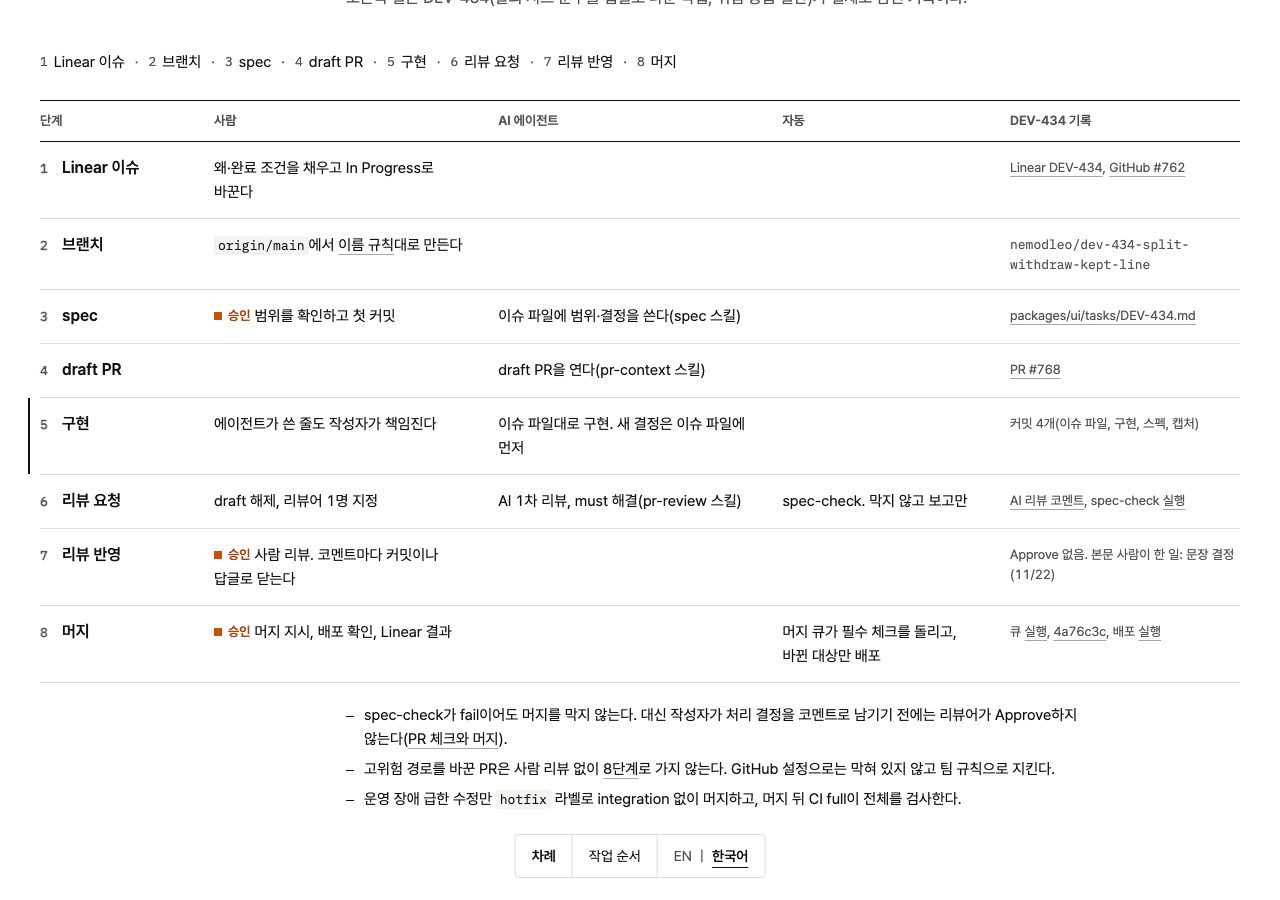 1 Linear 이슈 · 2 브랜치 · 3 spec · 4 draft PR · 5 구현 · 6 리뷰 요청 · 7 리뷰 반영 · 8 머지
단계 사람 AI 에이전트 자동 DEV-434 기록
1 Linear 이슈 왜·완료 조건을 채우고 In Progress로 Linear DEV-434, GitHub #762
바꾼다
2 브랜치 origin/main에서 이름 규칙대로 만든다 nemodleo/dev-434-split-
withdraw-kept-line
3 spec ■ 승인 범위를 확인하고 첫 커밋 이슈 파일에 범위·결정을 쓴다(spec 스킬) packages/ui/tasks/DEV-434.md
4 draft PR draft PR을 연다(pr-context 스킬) PR #768
5 구현 에이전트가 쓴 줄도 작성자가 책임진다 이슈 파일대로 구현. 새 결정은 이슈 파일에 커밋 4개(이슈 파일, 구현, 스펙, 캡처)
먼저
6 리뷰 요청 draft 해제, 리뷰어 1명 지정 AI 1차 리뷰, must 해결(pr-review 스킬) spec-check. 막지 않고 보고만 AI 리뷰 코멘트, spec-check 실행
7 리뷰 반영 ■ 승인 사람 리뷰. 코멘트마다 커밋이나 Approve 없음. 본문 사람이 한 일: 문장 결정
답글로 닫는다 (11/22)
8 머지 ■ 승인 머지 지시, 배포 확인, Linear 결과 머지 큐가 필수 체크를 돌리고, 큐 실행, 4a76c3c, 배포 실행
바뀐 대상만 배포
– spec-check가 fail이어도 머지를 막지 않는다. 대신 작성자가 처리 결정을 코멘트로 남기기 전에는 리뷰어가 Approve하지
않는다(PR 체크와 머지).
– 고위험 경로를 바꾼 PR은 사람 리뷰 없이 8단계로 가지 않는다. GitHub 설정으로는 막혀 있지 않고 팀 규칙으로 지킨다.
– 운영 장애 급한 수정만 hotfix 라벨로 integration 없이 머지하고, 머지 뒤 CI full이 전체를 검사한다.
차례 작업 순서 EN | 한국어